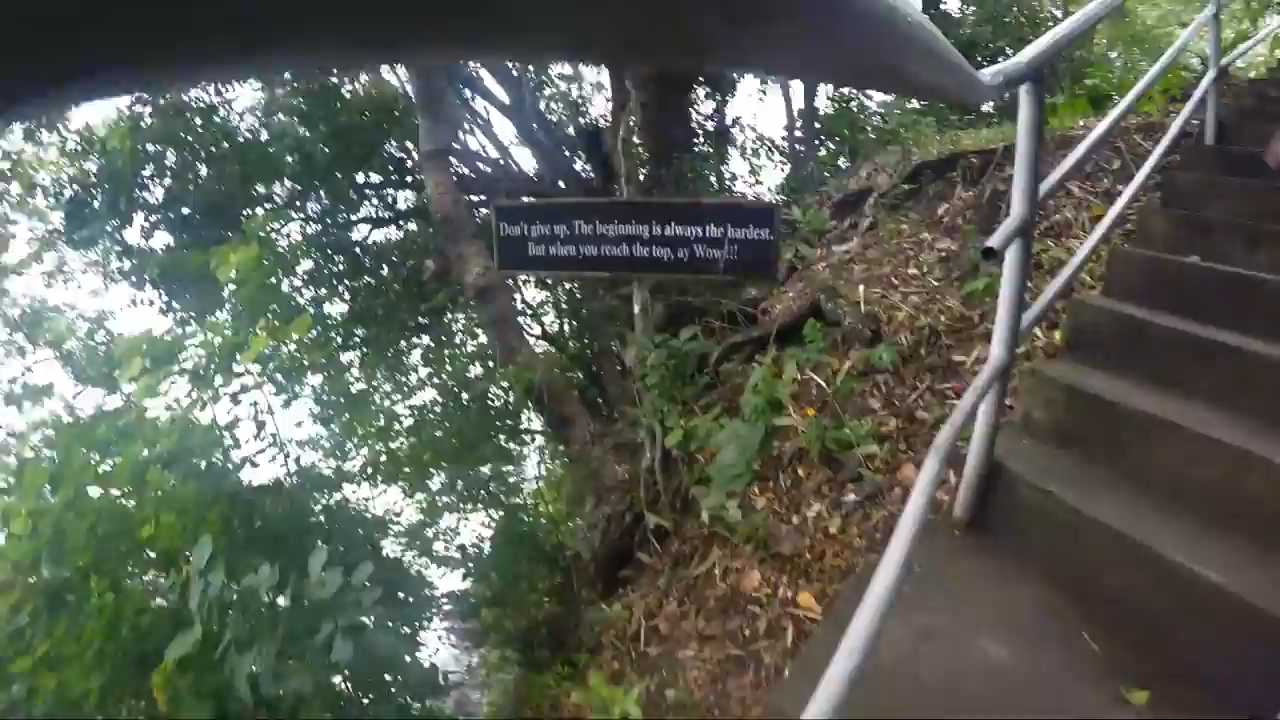 Don't give up. The beginning is always the hardest.
But when you reach the top, ay Wow!!!